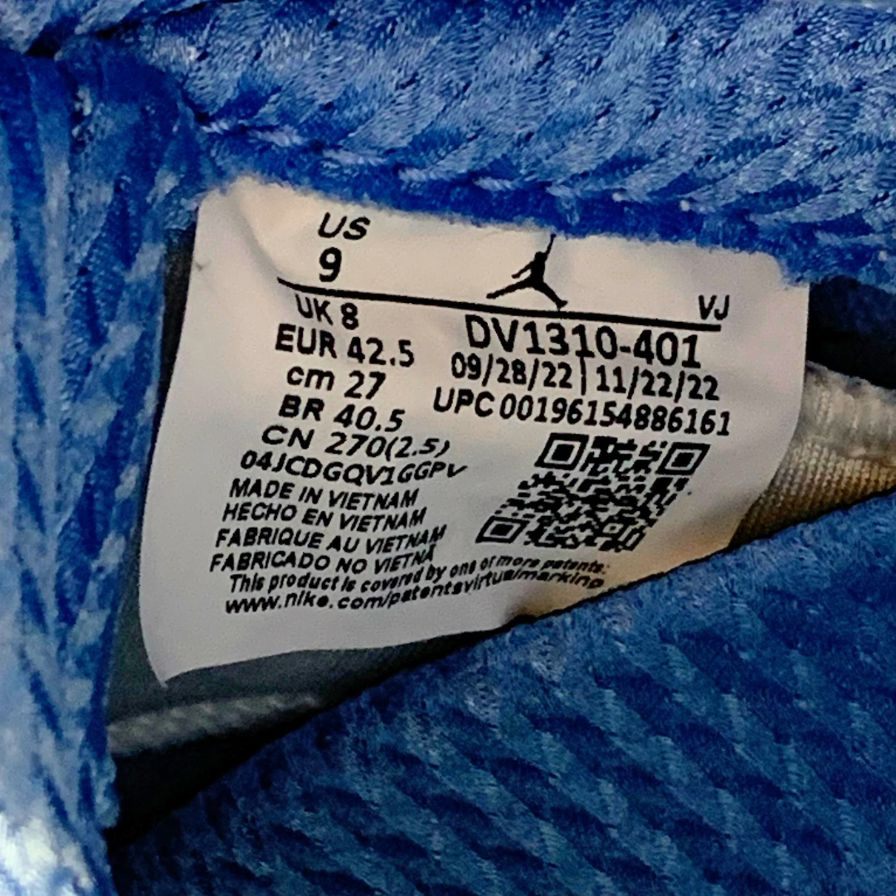 US
9
VJ
UK 8
EUR 42.5
cm 27
BR 40.5
CN 270(2.5)
04JCDGQV1GGPV
MADE IN VIETNAM
HECHO EN VIETNAM
FABRIQUE AU VIETNAM
FABRICADO NO VIETNÃ
This product is covered by one or more patents:
www.nike.com/patentsvirtualmarking
DV1310-401
09/28/22 | 11/22/22
UPC 00196154886161